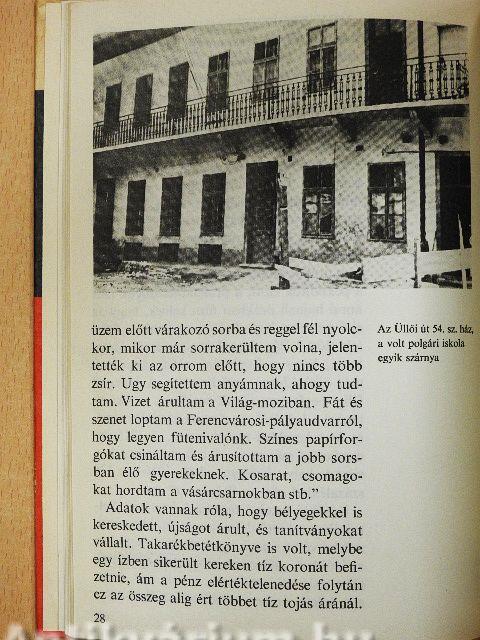 Az Üllői út 54. sz. ház,
a volt polgári iskola
egyik szárnya
üzem előtt várakozó sorba és reggel fél nyolc-
kor, mikor már sorrakerültem volna, jelen-
tették ki az orrom előtt, hogy nincs több
zsír. Ugy segítettem anyámnak, ahogy tud-
tam. Vizet árultam a Világ-moziban. Fát és
szenet loptam a Ferencvárosi-pályaudvarról,
hogy legyen fütenivalónk. Színes papírfor-
gókat csináltam és árusítottam a jobb sors-
ban élő gyerekeknek. Kosarat, csomago-
kat hordtam a vásárcsarnokban stb.”
Adatok vannak róla, hogy bélyegekkel is
kereskedett, újságot árult, és tanítványokat
vállalt. Takarékbetétkönyve is volt, melybe
egy ízben sikerült kereken tíz koronát befi-
zetnie, ám a pénz elértéktelenedése folytán
ez az összeg alig ért többet tíz tojás áránál.
28